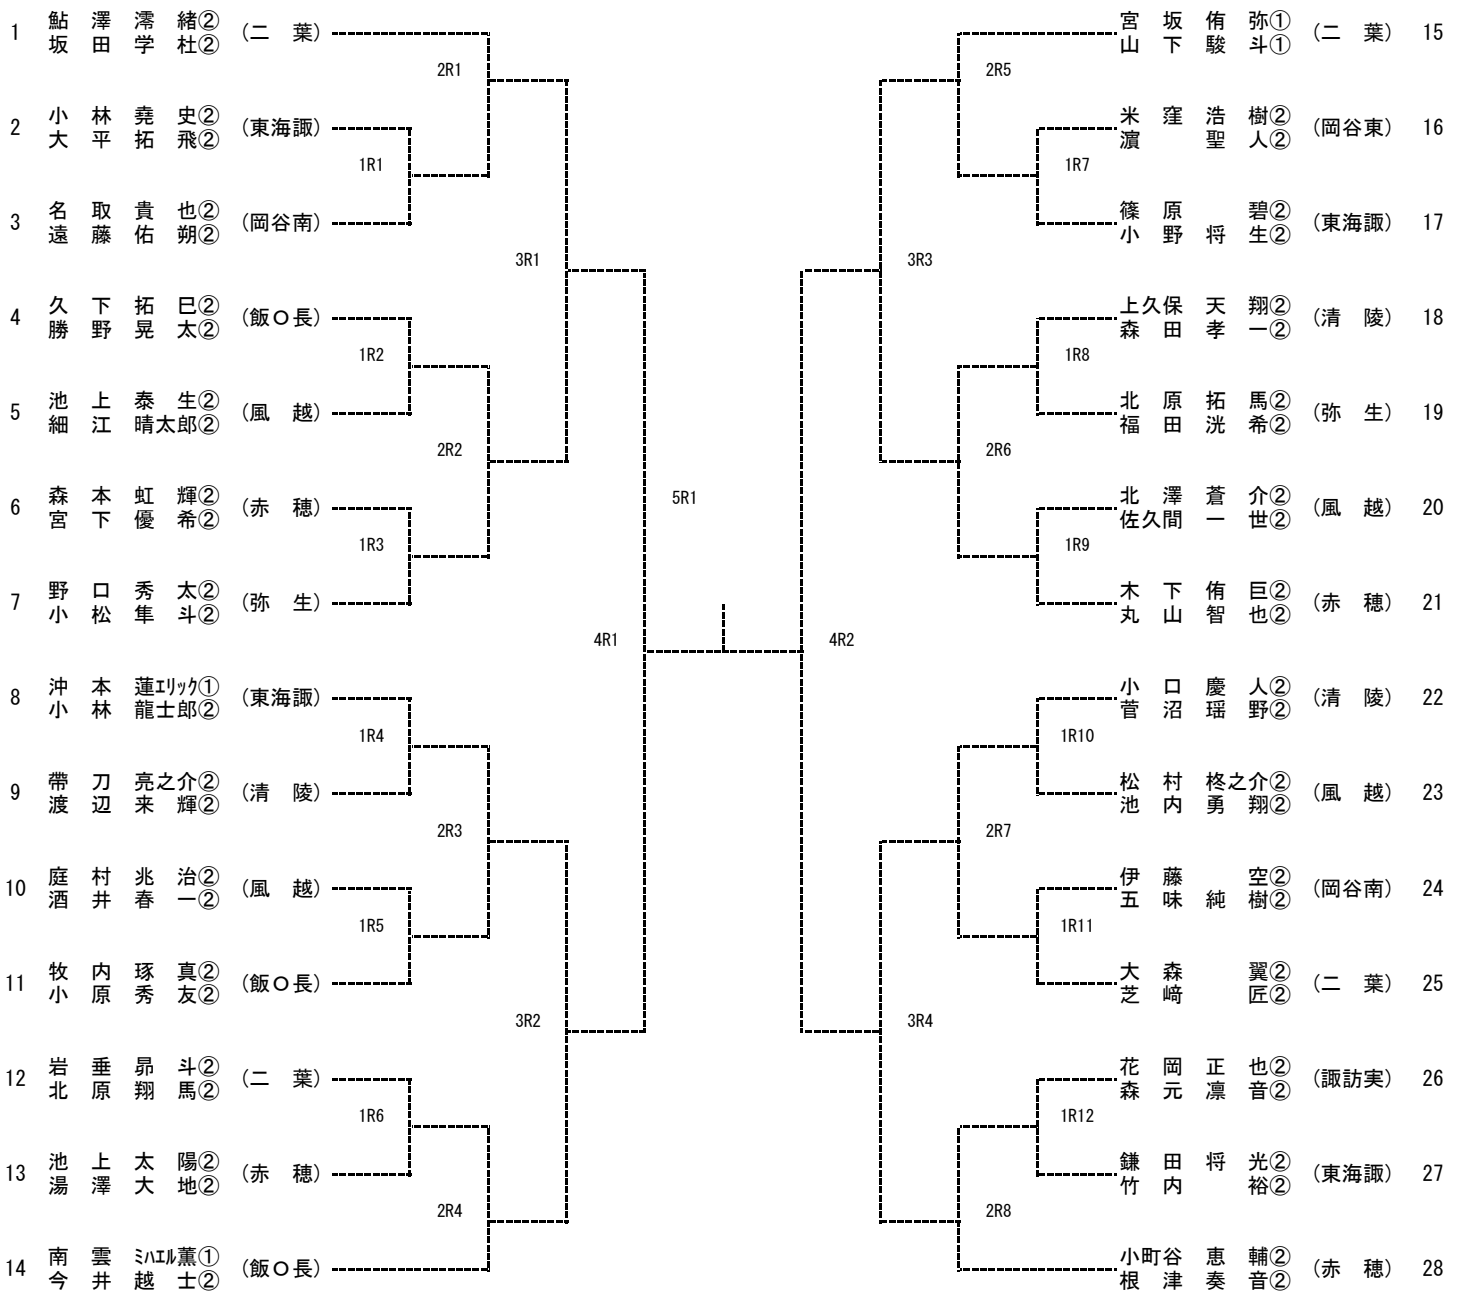 1 鮎澤澪緒② (二葉)
坂田学杜②
2R1
2 小林堯史② (東海諏)
大平拓飛②
1R1
3 名取貴也② (岡谷南)
遠藤佑朔②
3R1
4 久下拓巳② (飯O長)
勝野晃太②
1R2
5 池上泰生② (風越)
細江晴太郎②
2R2
6 森本虹輝② (赤穂)
宮下優希②
1R3
7 野口秀太② (弥生)
小松隼斗②
4R1
8 沖本蓮ｴﾘｯｸ① (東海諏)
小林龍士郎②
1R4
9 帶刀亮之介② (清陵)
渡辺来輝②
2R3
10 庭村兆治② (風越)
酒井春一②
1R5
11 牧内琢真② (飯O長)
小原秀友②
3R2
12 岩垂昴斗② (二葉)
北原翔馬②
1R6
13 池上太陽② (赤穂)
湯澤大地②
2R4
14 南雲ﾐﾊｴﾙ薫① (飯O長)
今井越士②
5R1
宮坂侑弥① (二葉) 15
山下駿斗①
2R5
米窪浩樹② (岡谷東) 16
濵聖人②
1R7
篠原碧② (東海諏) 17
小野将生②
3R3
上久保天翔② (清陵) 18
森田孝一②
1R8
北原拓馬② (弥生) 19
福田洸希②
2R6
北澤蒼介② (風越) 20
佐久間一世②
1R9
木下侑巨② (赤穂) 21
丸山智也②
4R2
小口慶人② (清陵) 22
菅沼瑶野②
1R10
松村柊之介② (風越) 23
池内勇翔②
2R7
伊藤空② (岡谷南) 24
五味純樹②
1R11
大森翼② (二葉) 25
芝﨑匠②
3R4
花岡正也② (諏訪実) 26
森元凛音②
1R12
鎌田将光② (東海諏) 27
竹内裕②
2R8
小町谷恵輔② (赤穂) 28
根津奏音②